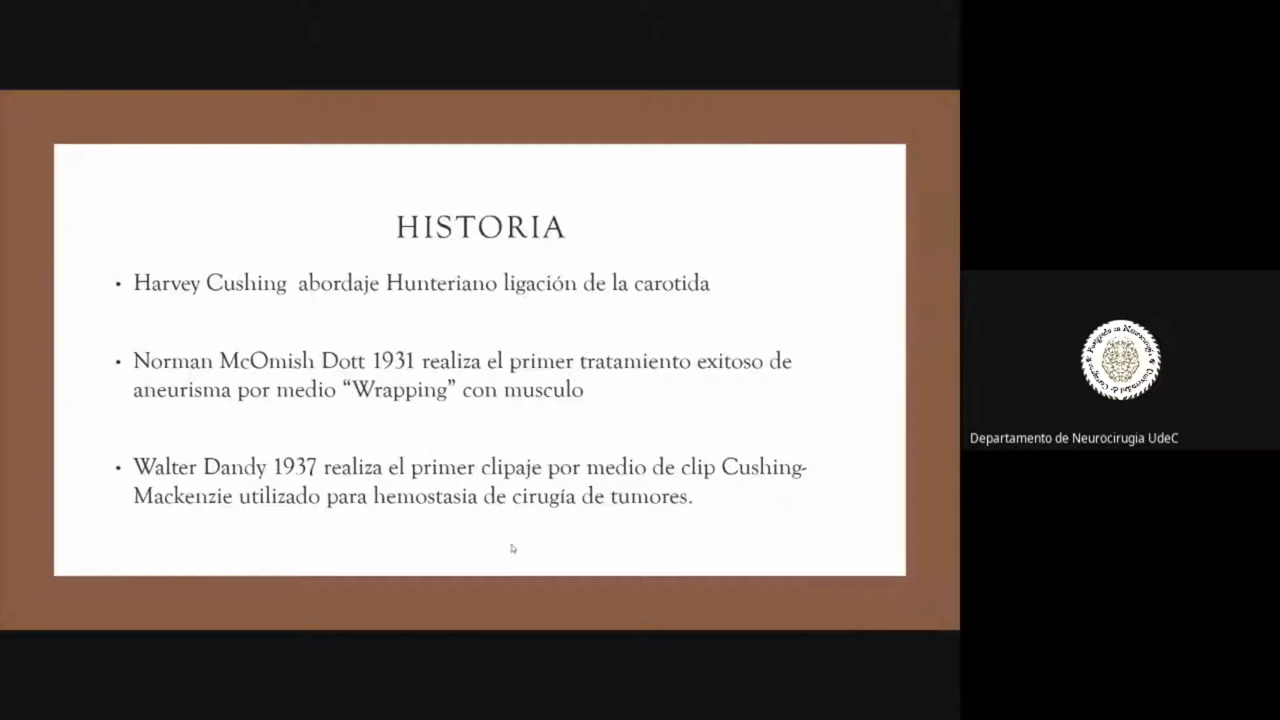 HISTORIA
• Harvey Cushing  abordaje Hunteriano ligación de la carotida
• Norman McOmish Dott 1931 realiza el primer tratamiento exitoso de
aneurisma por medio “Wrapping” con musculo
• Walter Dandy 1937 realiza el primer clipaje por medio de clip Cushing-
Mackenzie utilizado para hemostasia de cirugía de tumores.
Departamento de Neurocirugia UdeC